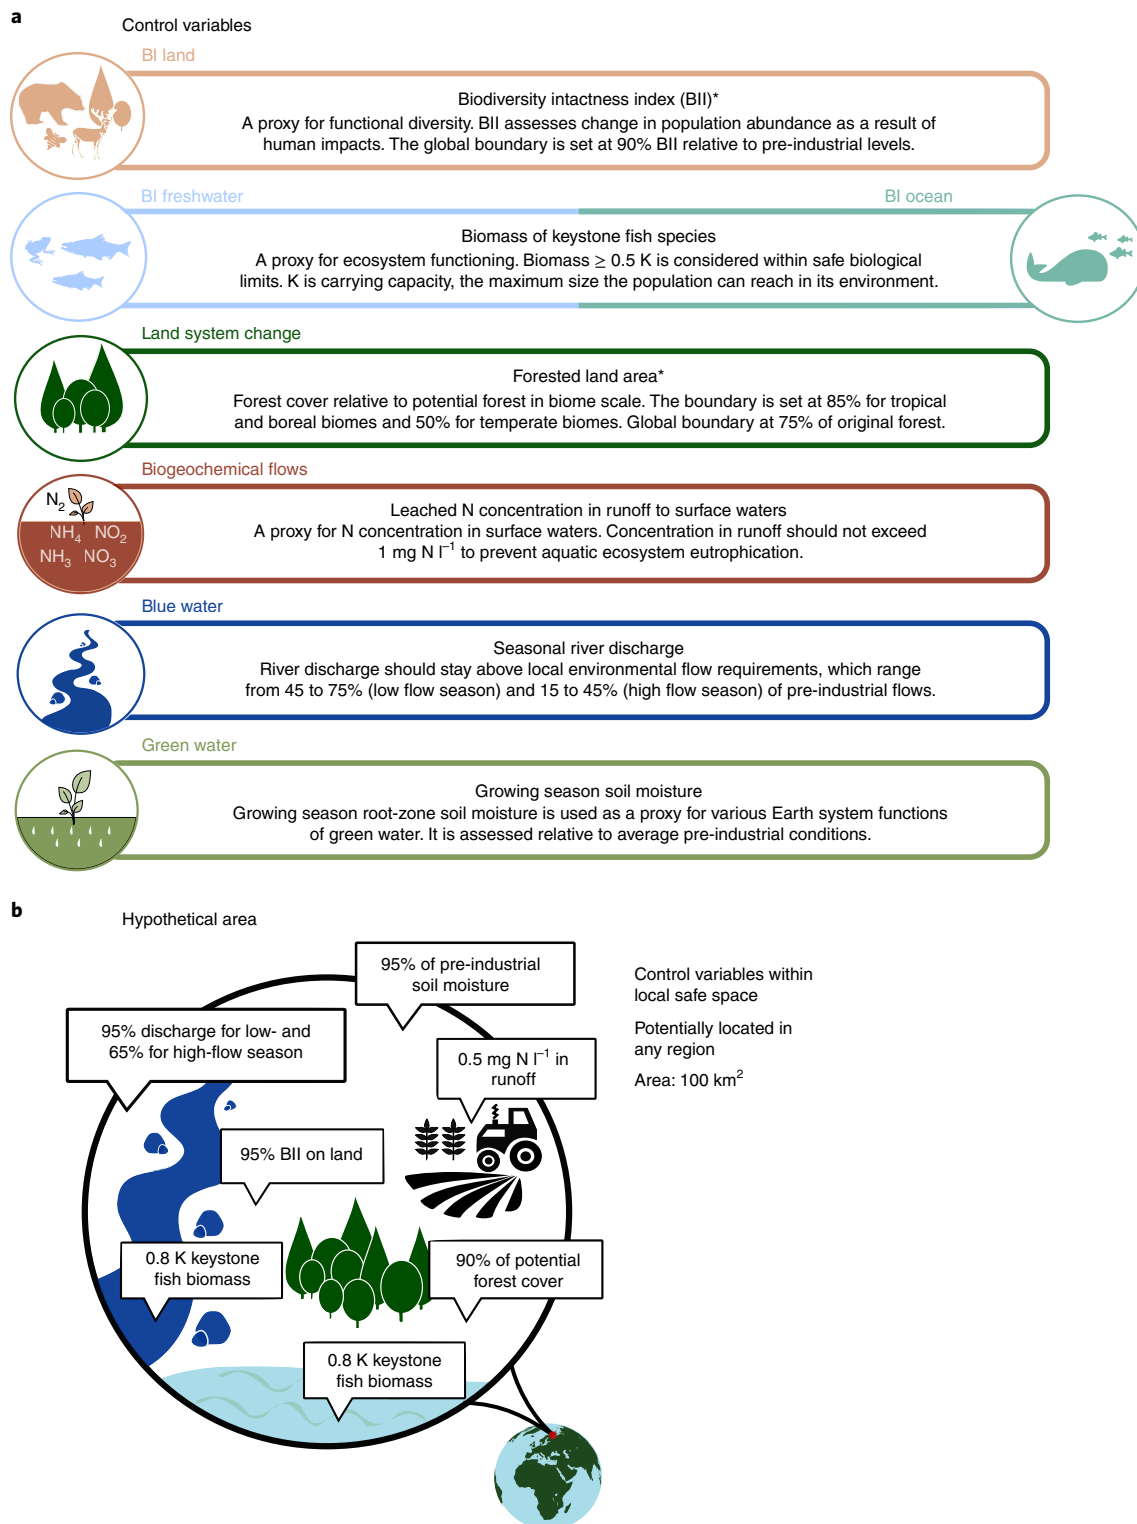 a
Control variables
BI land
Biodiversity intactness index (BII)*
A proxy for functional diversity. BII assesses change in population abundance as a result of
human impacts. The global boundary is set at 90% BII relative to pre-industrial levels.
BI freshwater
BI ocean
Biomass of keystone fish species
A proxy for ecosystem functioning. Biomass ≥ 0.5 K is considered within safe biological
limits. K is carrying capacity, the maximum size the population can reach in its environment.
Land system change
Forested land area*
Forest cover relative to potential forest in biome scale. The boundary is set at 85% for tropical
and boreal biomes and 50% for temperate biomes. Global boundary at 75% of original forest.
Biogeochemical flows
N₂
NH₄ NO₂
NH₃ NO₃
Leached N concentration in runoff to surface waters
A proxy for N concentration in surface waters. Concentration in runoff should not exceed
1 mg N l⁻¹ to prevent aquatic ecosystem eutrophication.
Blue water
Seasonal river discharge
River discharge should stay above local environmental flow requirements, which range
from 45 to 75% (low flow season) and 15 to 45% (high flow season) of pre-industrial flows.
Green water
Growing season soil moisture
Growing season root-zone soil moisture is used as a proxy for various Earth system functions
of green water. It is assessed relative to average pre-industrial conditions.
b
Hypothetical area
95% of pre-industrial
soil moisture
Control variables within
local safe space
Potentially located in
any region
Area: 100 km²
95% discharge for low- and
65% for high-flow season
0.5 mg N l⁻¹ in
runoff
95% BII on land
0.8 K keystone
fish biomass
90% of potential
forest cover
0.8 K keystone
fish biomass